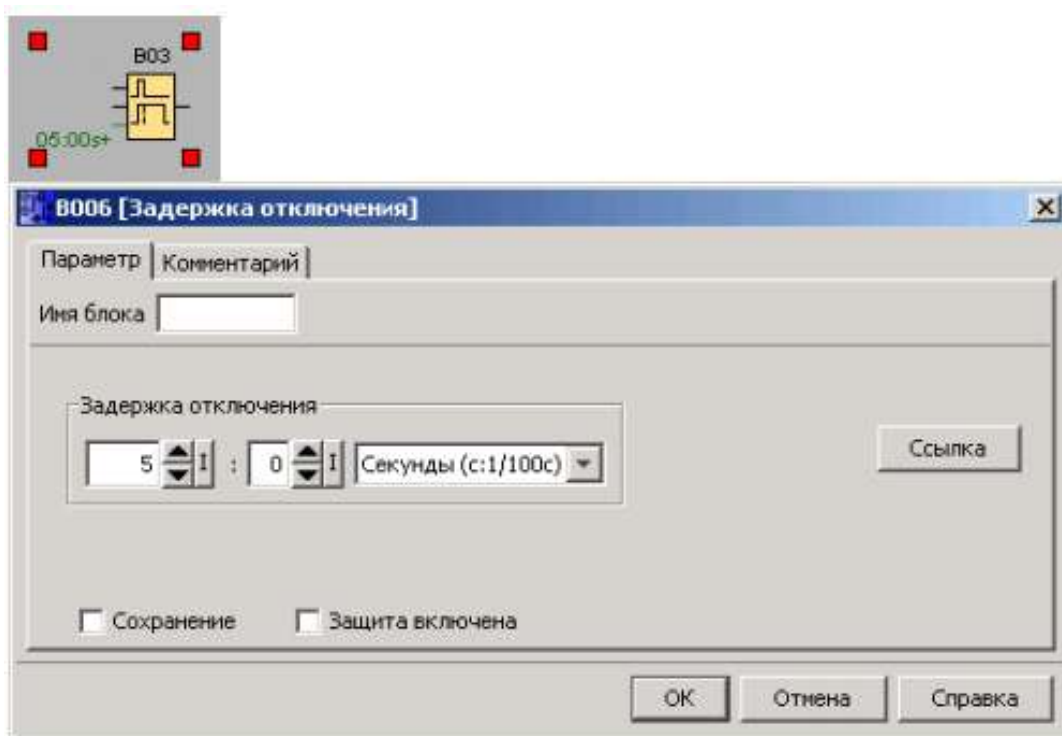 B03
05:00s+
B006 [Задержка отключения]
Параметр Комментарий
Имя блока
Задержка отключения
5 : 0 Секунды (с:1/100с)
Ссылка
Сохранение Защита включена
OK Отмена Справка